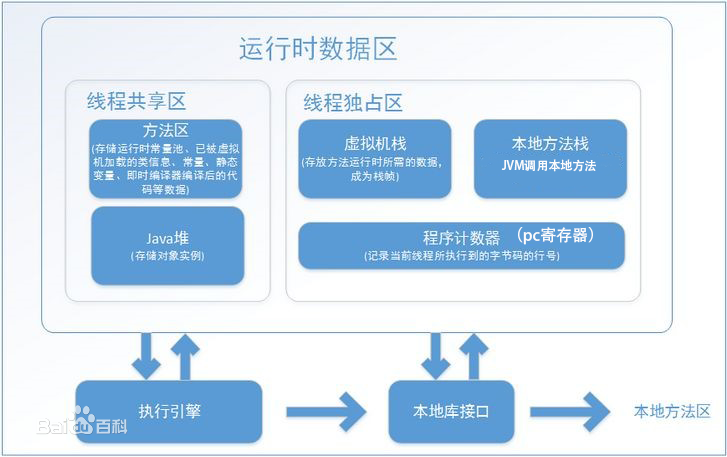 运行时数据区
线程共享区
方法区
(存储运行时常量池、已被虚拟
机加载的类信息、常量、静态
变量、即时编译器编译后的代
码等数据)
Java堆
(存储对象实例)
线程独占区
虚拟机栈
(存放方法运行时所需的数据,
成为栈帧)
本地方法栈
JVM调用本地方法
程序计数器 (pc寄存器)
(记录当前线程所执行到的字节码的行号)
执行引擎
本地库接口
本地方法区
Baidu百科